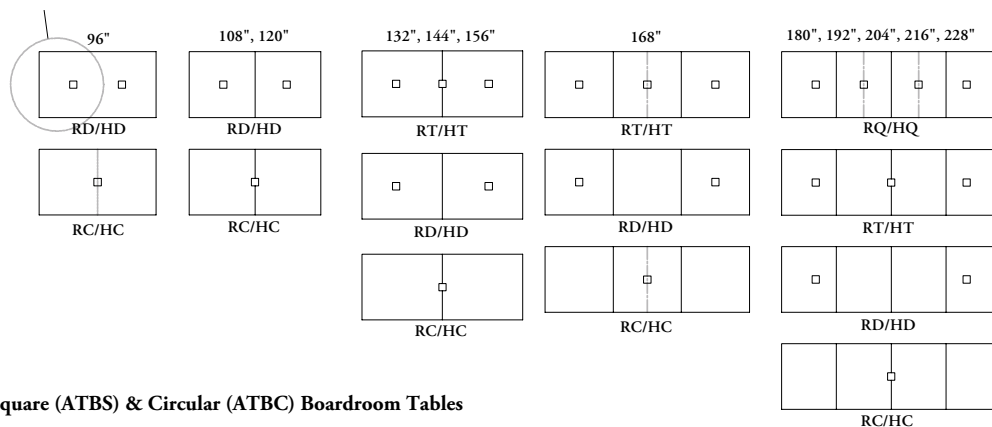 96"
108", 120"
132", 144", 156"
168"
180", 192", 204", 216", 228"
RD/HD
RD/HD
RT/HT
RT/HT
RQ/HQ
RC/HC
RC/HC
RD/HD
RD/HD
RT/HT
RC/HC
RC/HC
RD/HD
RC/HC
quare (ATBS) & Circular (ATBC) Boardroom Tables